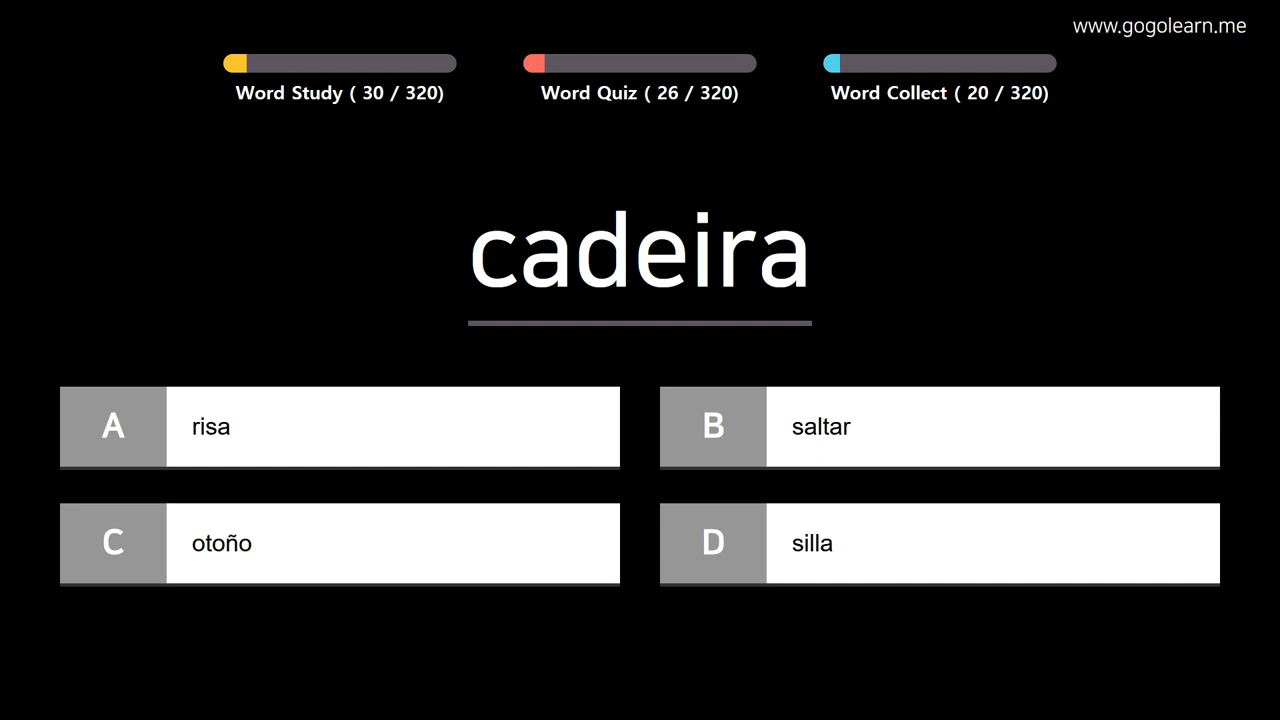 www.gogolearn.me
Word Study ( 30 / 320)
Word Quiz ( 26 / 320)
Word Collect ( 20 / 320)
cadeira
A risa
B saltar
C otoño
D silla